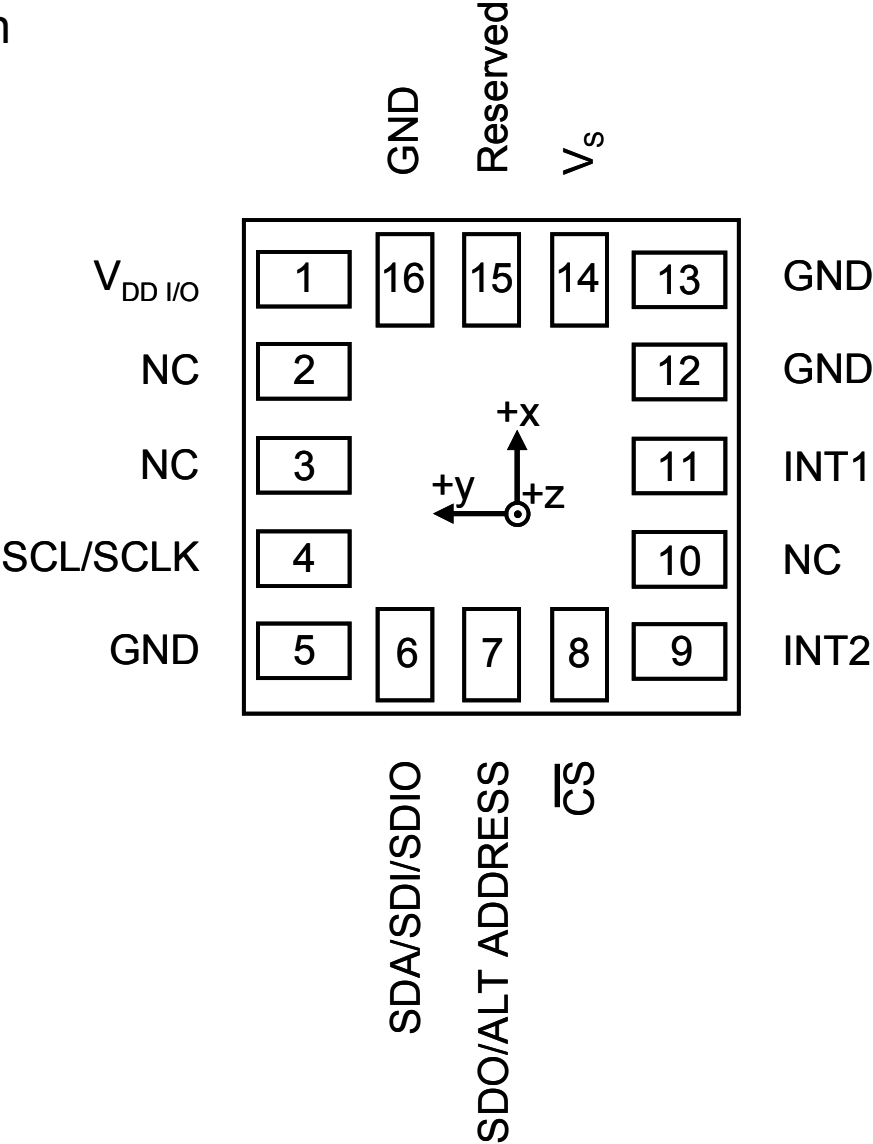 n
GND
Reserved
VS
VDD I/O
1
16
15
14
13
GND
NC
2
12
GND
+x
NC
3
11
INT1
+y
+z
SCL/SCLK
4
10
NC
GND
5
6
7
8
9
INT2
SDA/SDI/SDIO
SDO/ALT ADDRESS
C̅S̅